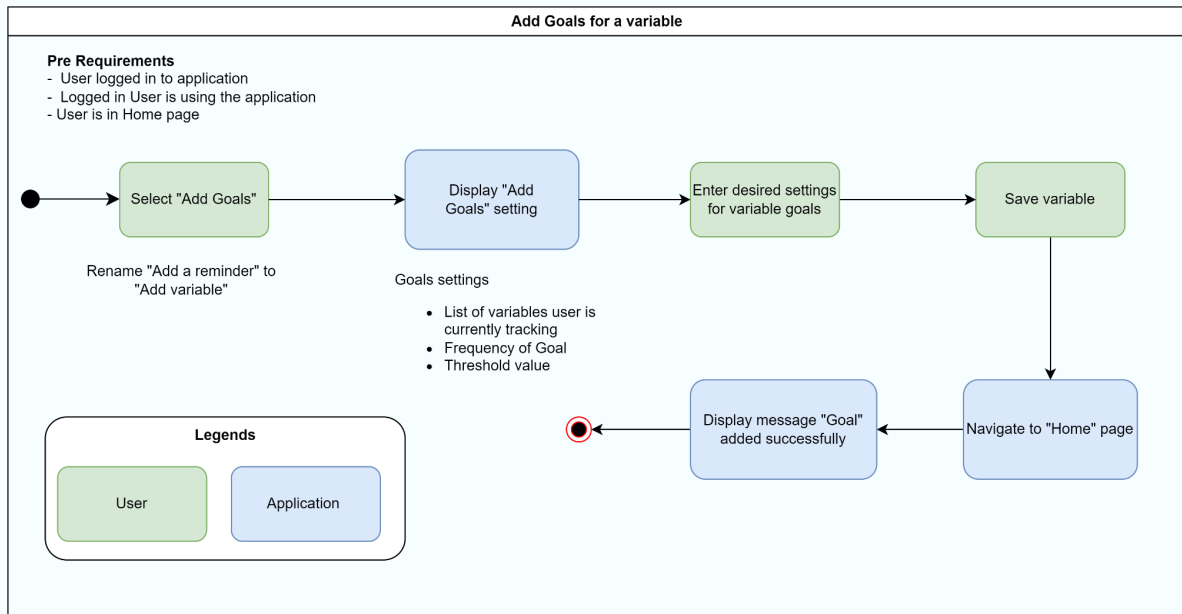 Add Goals for a variable
Pre Requirements
- User logged in to application
- Logged in User is using the application
- User is in Home page
Select "Add Goals"
Display "Add
Goals" setting
Enter desired settings
for variable goals
Save variable
Rename "Add a reminder" to
"Add variable"
Goals settings
• List of variables user is
currently tracking
• Frequency of Goal
• Threshold value
Display message "Goal"
added successfully
Navigate to "Home" page
Legends
User
Application